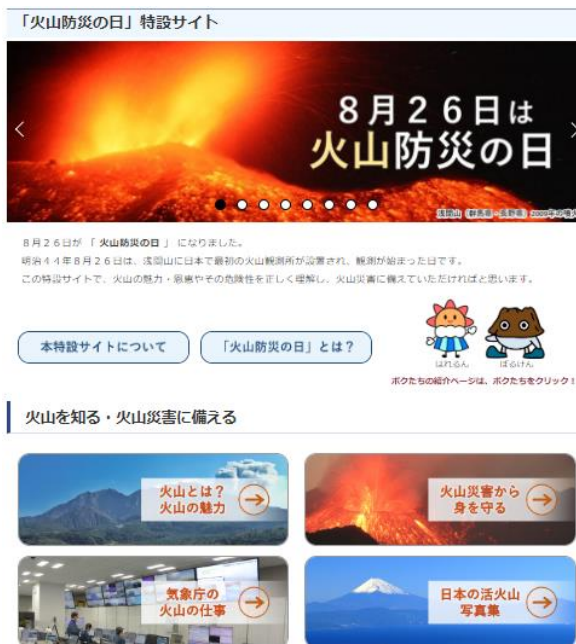 「火山防災の日」特設サイト
8月26日は
火山防災の日
浅間山(群馬県・長野県)2009年の噴火
8月26日が 「 火山防災の日 」 になりました。
明治44年8月26日は、浅間山に日本で最初の火山観測所が設置され、観測が始まった日です。
この特設サイトで、火山の魅力・恩恵やその危険性を正しく理解し、火山災害に備えていただければと思います。
本特設サイトについて
「火山防災の日」とは?
はれるん
ぼるけん
ボクたちの紹介ページは、ボクたちをクリック!
火山を知る・火山災害に備える
火山とは?
火山の魅力
火山災害から
身を守る
気象庁の
火山の仕事
日本の活火山
写真集